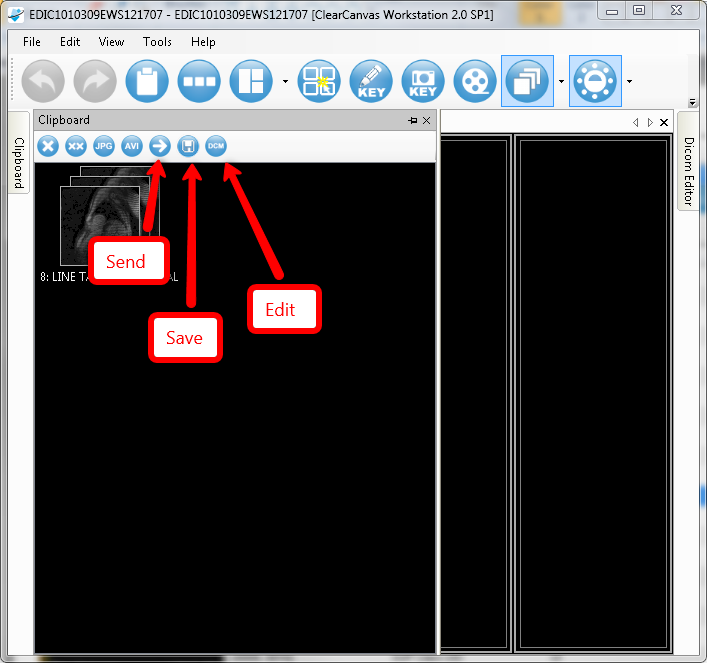 EDIC1010309EWS121707 - EDIC1010309EWS121707 [ClearCanvas Workstation 2.0 SP1]
File Edit View Tools Help
KEY KEY
Clipboard
Clipboard
JPG AVI DCM
Dicom Editor
8: LINE TA
AL
Send
Edit
Save